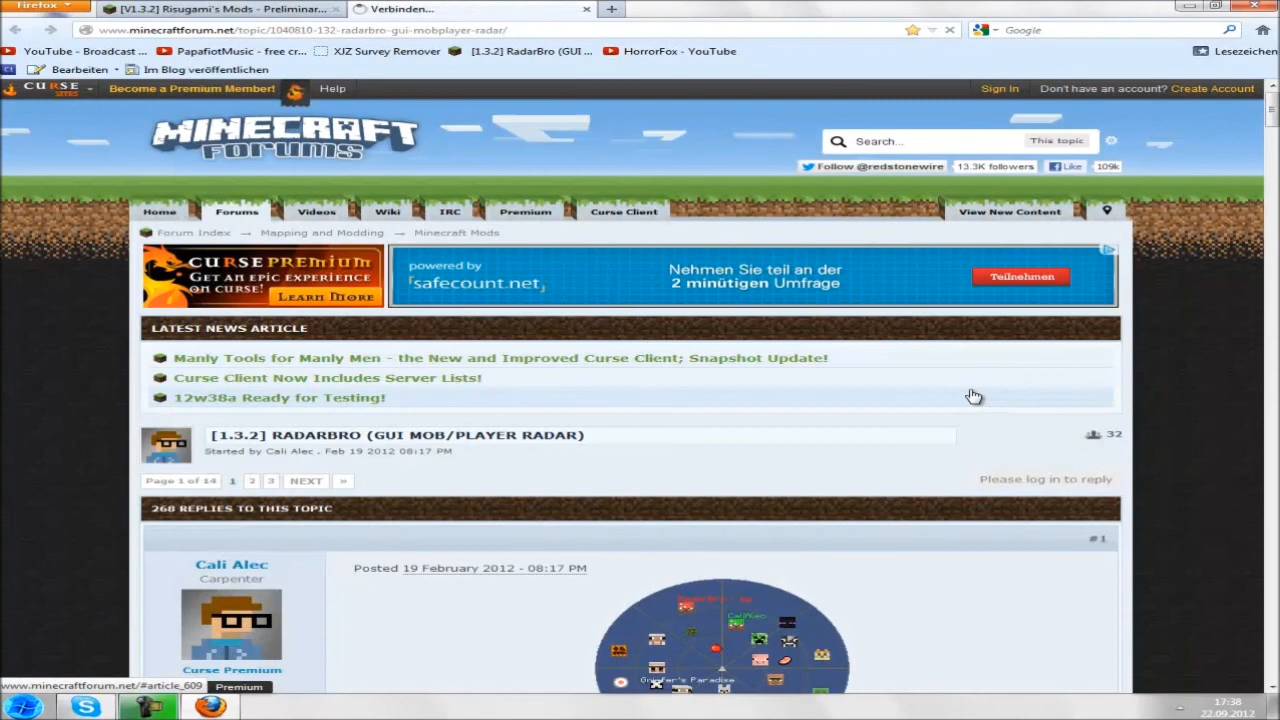 Firefox
[V1.3.2] Risugami's Mods - Preliminar... ×
Verbinden... ×
www.minecraftforum.net/topic/1040810-132-radarbro-gui-mobplayer-radar/
Google
YouTube - Broadcast ... PapafiotMusic - free cr... XJZ Survey Remover [1.3.2] RadarBro (GUI ... HorrorFox - YouTube Lesezeichen
Bearbeiten Im Blog veröffentlichen
CURSE SITES Become a Premium Member! Help Sign In Don't have an account? Create Account
MINECRAFT FORUMS
Search... This topic
Follow @redstonewire 13.3K followers Like 109k
Home Forums Videos Wiki IRC Premium Curse Client View New Content
Forum Index → Mapping and Modding → Minecraft Mods
CURSE PREMIUM
GET AN EPIC EXPERIENCE
ON CURSE!
LEARN MORE
powered by
「safecount.net」
Nehmen Sie teil an der
2 minütigen Umfrage
Teilnehmen
LATEST NEWS ARTICLE
Manly Tools for Manly Men - the New and Improved Curse Client; Snapshot Update!
Curse Client Now Includes Server Lists!
12w38a Ready for Testing!
[1.3.2] RADARBRO (GUI MOB/PLAYER RADAR) 32
Started by Cali Alec , Feb 19 2012 08:17 PM
Page 1 of 14 1 2 3 NEXT » Please log in to reply
268 REPLIES TO THIS TOPIC
#1
Cali Alec
Carpenter
Posted 19 February 2012 - 08:17 PM
Curse Premium
Griefer's Paradise
www.minecraftforum.net/#article_609 Premium
17:38
22.09.2012